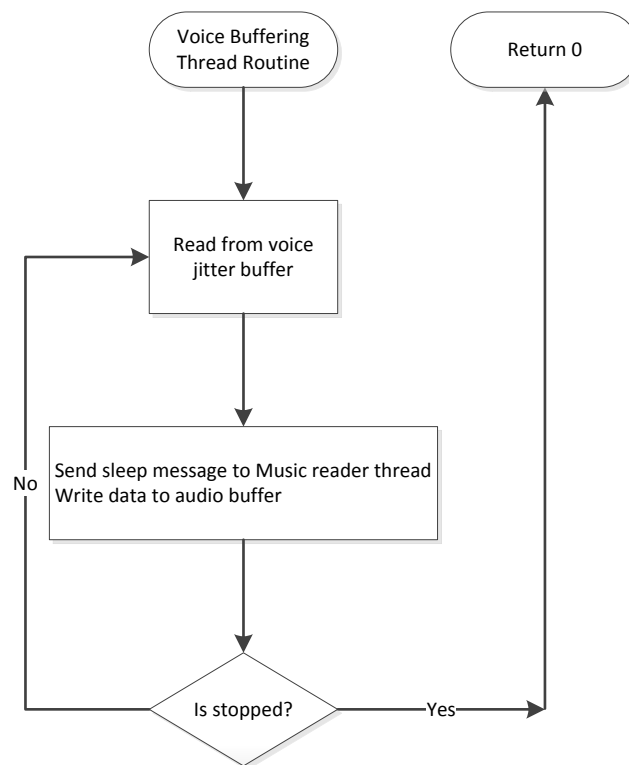 Voice Buffering
Thread Routine
Return 0
Read from voice
jitter buffer
Send sleep message to Music reader thread
Write data to audio buffer
No
Is stopped?
Yes